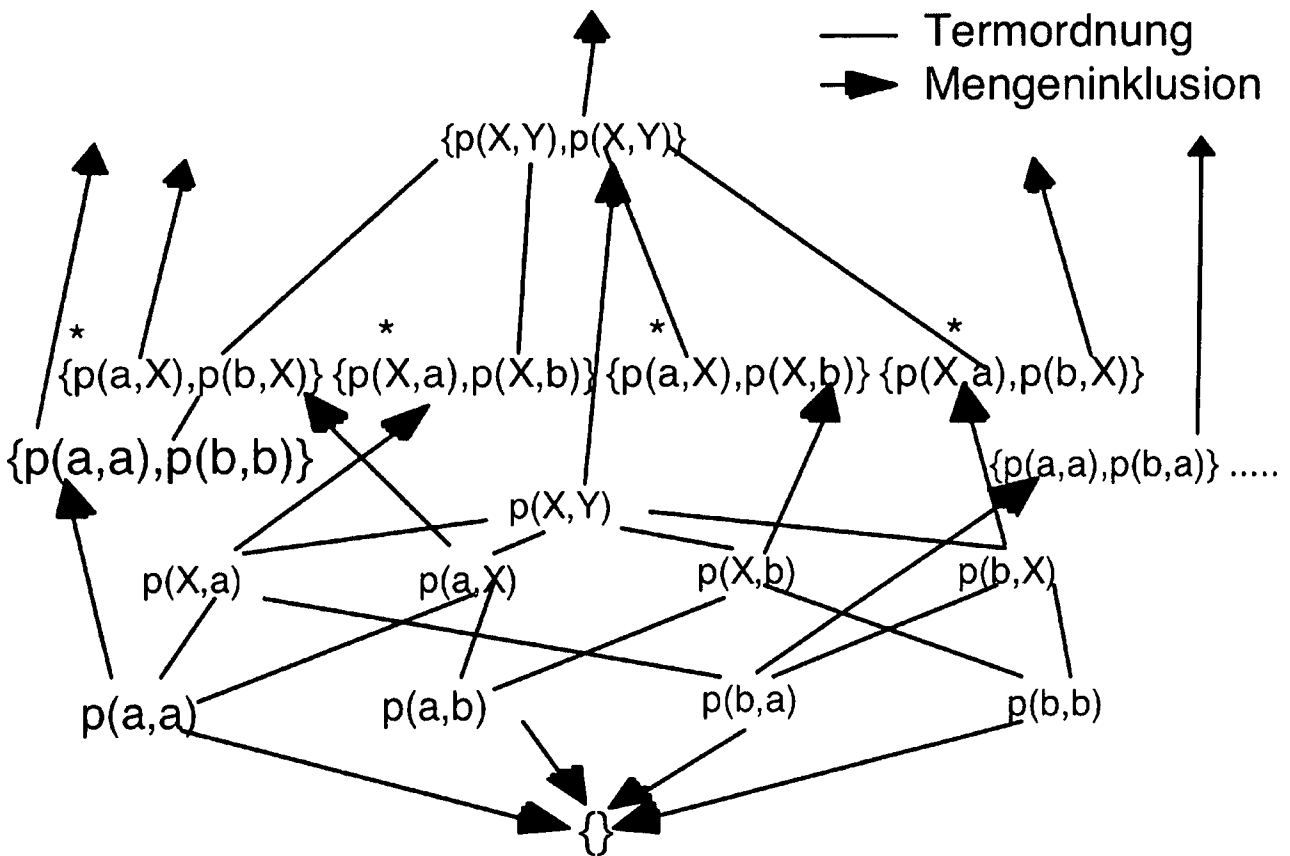 Termordnung
Mengeninklusion
{p(X,Y),p(X,Y)}
* * * *
{p(a,X),p(b,X)} {p(X,a),p(X,b)} {p(a,X),p(X,b)} {p(X,a),p(b,X)}
{p(a,a),p(b,b)} {p(a,a),p(b,a)} .....
p(X,Y)
p(X,a) p(a,X) p(X,b) p(b,X)
p(a,a) p(a,b) p(b,a) p(b,b)
{}